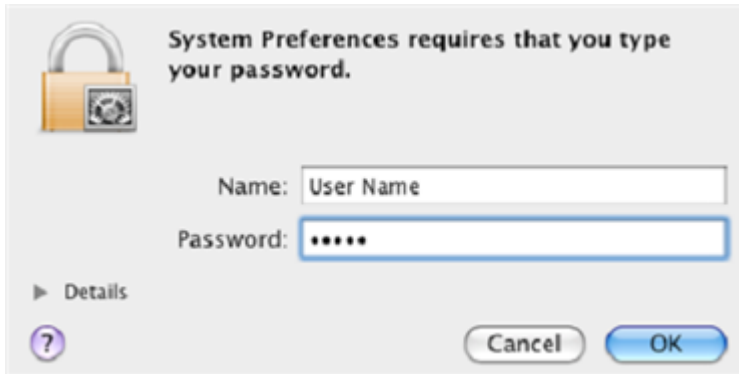 System Preferences requires that you type
your password.
Name: User Name
Password: •••••
Details
?
Cancel OK